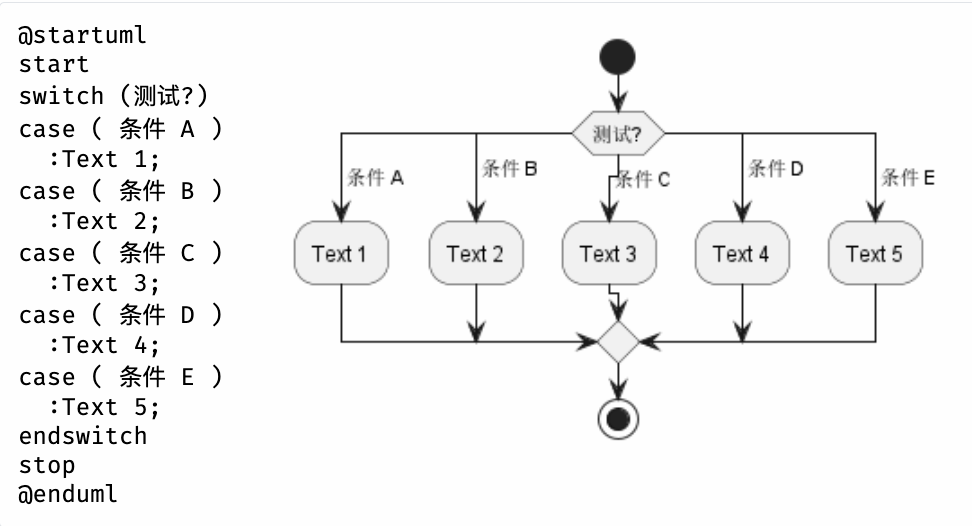 @startuml
start
switch (测试?)
case ( 条件 A )
  :Text 1;
case ( 条件 B )
  :Text 2;
case ( 条件 C )
  :Text 3;
case ( 条件 D )
  :Text 4;
case ( 条件 E )
  :Text 5;
endswitch
stop
@enduml
测试?
条件 A
条件 B
条件 C
条件 D
条件 E
Text 1
Text 2
Text 3
Text 4
Text 5